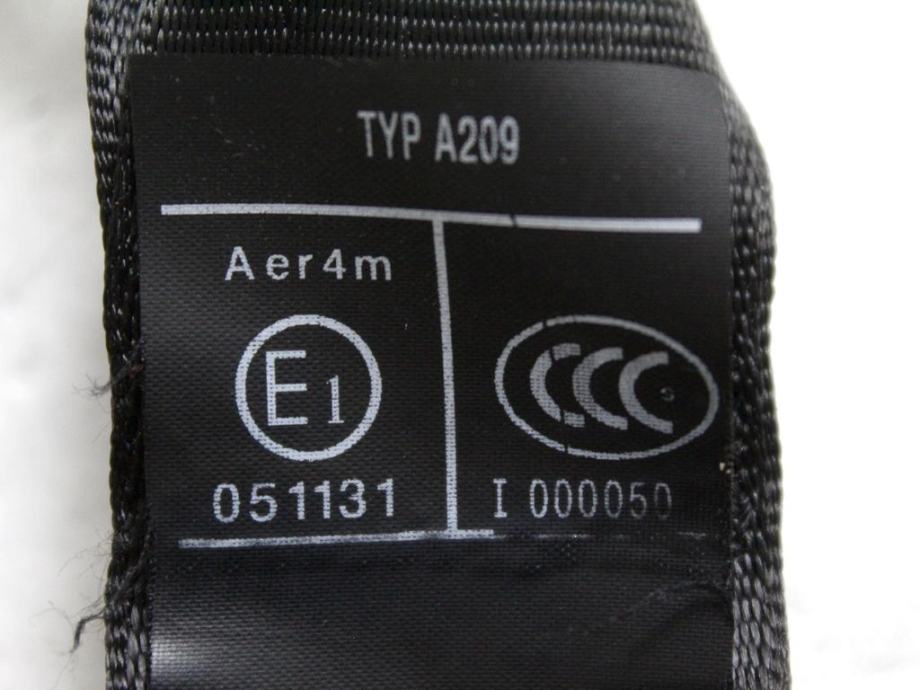 TYP A209
Aer4m
E1
051131
CCC S
I 000050